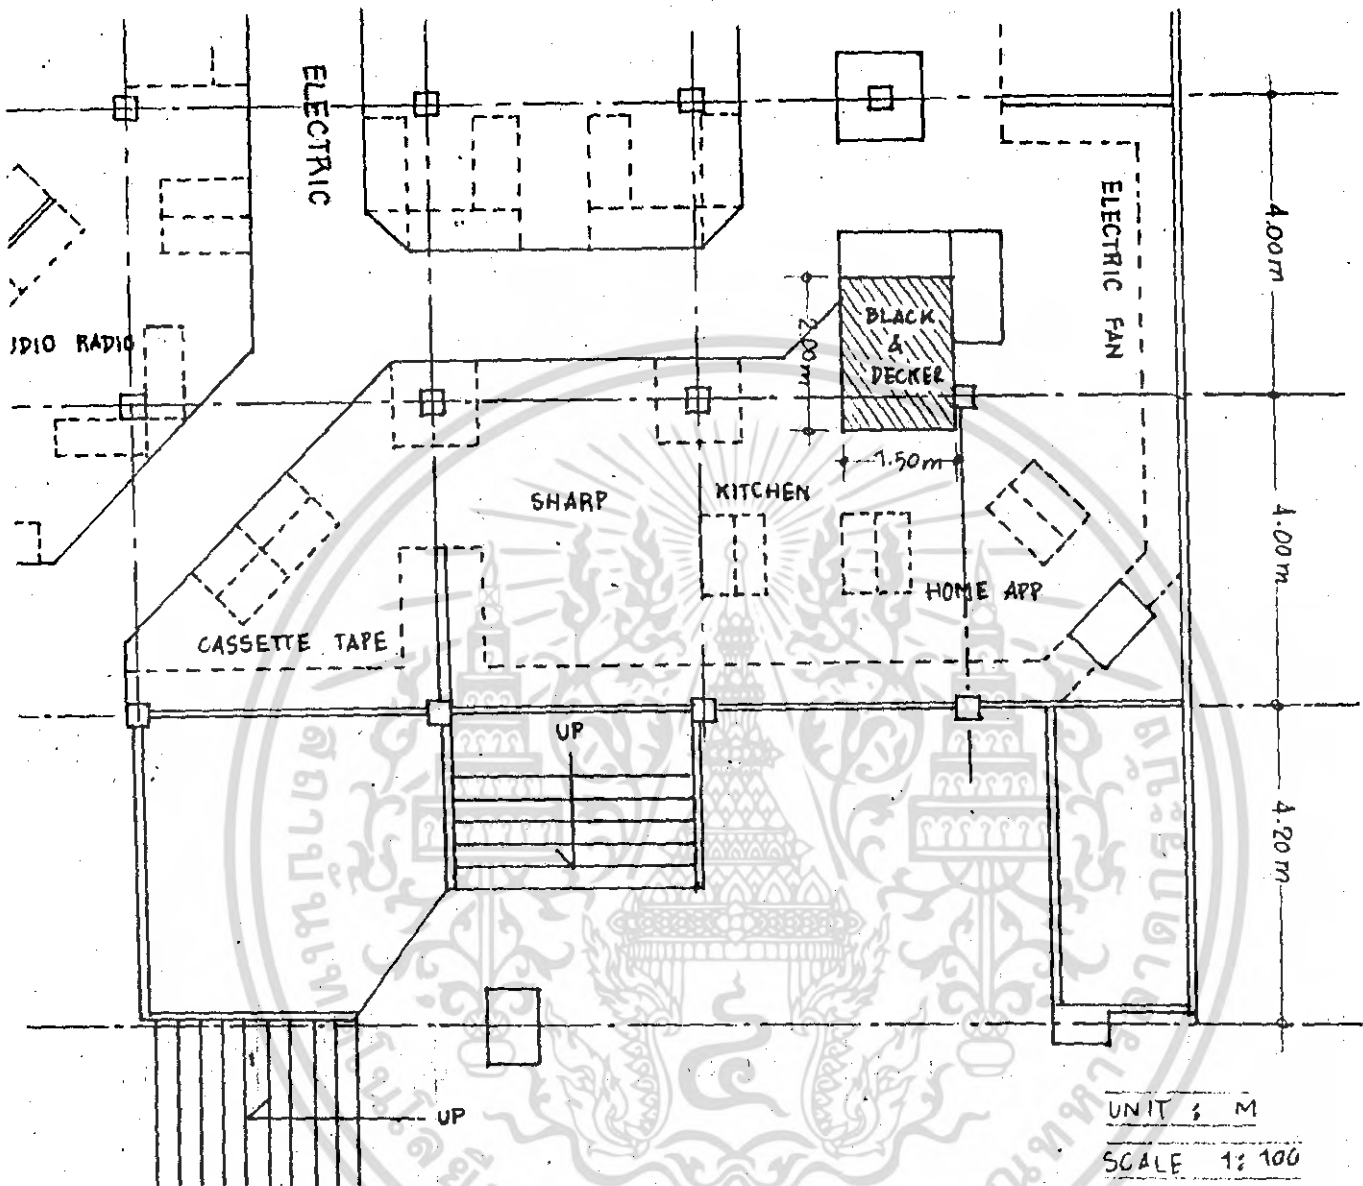 ELECTRIC
ELECTRIC FAN
4.00m
UDIO RADIO
BLACK
&
DECKER
2.00m
1.50m
SHARP
KITCHEN
HOME APP
CASSETTE TAPE
4.00m
UP
4.20m
UP
UNIT : M
SCALE 1:100